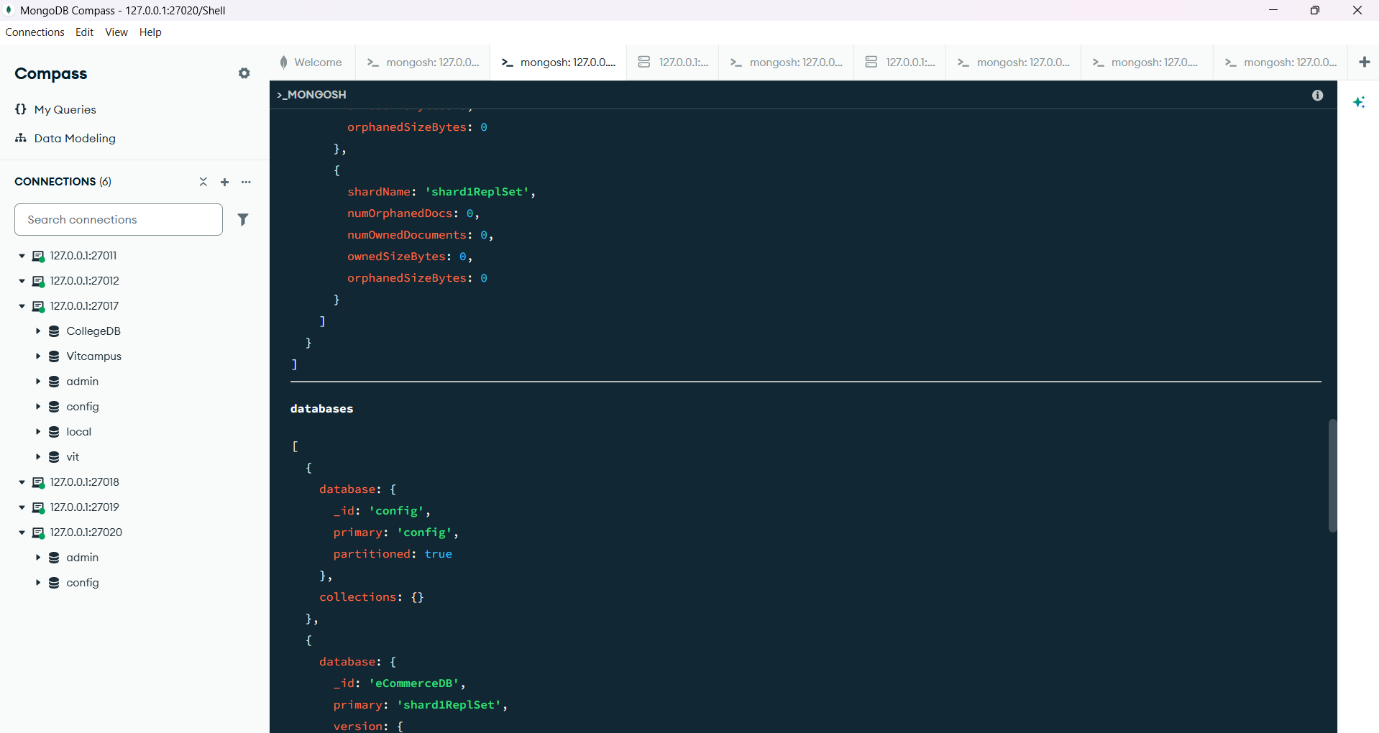 MongoDB Compass - 127.0.0.1:27020/Shell
Connections Edit View Help
Compass
My Queries
Data Modeling
CONNECTIONS (6)
Search connections
127.0.0.1:27011
127.0.0.1:27012
127.0.0.1:27017
CollegeDB
Vitcampus
admin
config
local
vit
127.0.0.1:27018
127.0.0.1:27019
127.0.0.1:27020
admin
config
Welcome
mongosh: 127.0.0...
mongosh: 127.0.0....
127.0.0.1:...
mongosh: 127.0.0...
127.0.0.1:...
mongosh: 127.0.0...
mongosh: 127.0.0....
mongosh: 127.0.0...
>_MONGOSH
orphanedSizeBytes: 0
},
{
shardName: 'shard1ReplSet',
numOrphanedDocs: 0,
numOwnedDocuments: 0,
ownedSizeBytes: 0,
orphanedSizeBytes: 0
}
]
}
]
databases
[
{
database: {
_id: 'config',
primary: 'config',
partitioned: true
},
collections: {}
},
{
database: {
_id: 'eCommerceDB',
primary: 'shard1ReplSet',
version: {